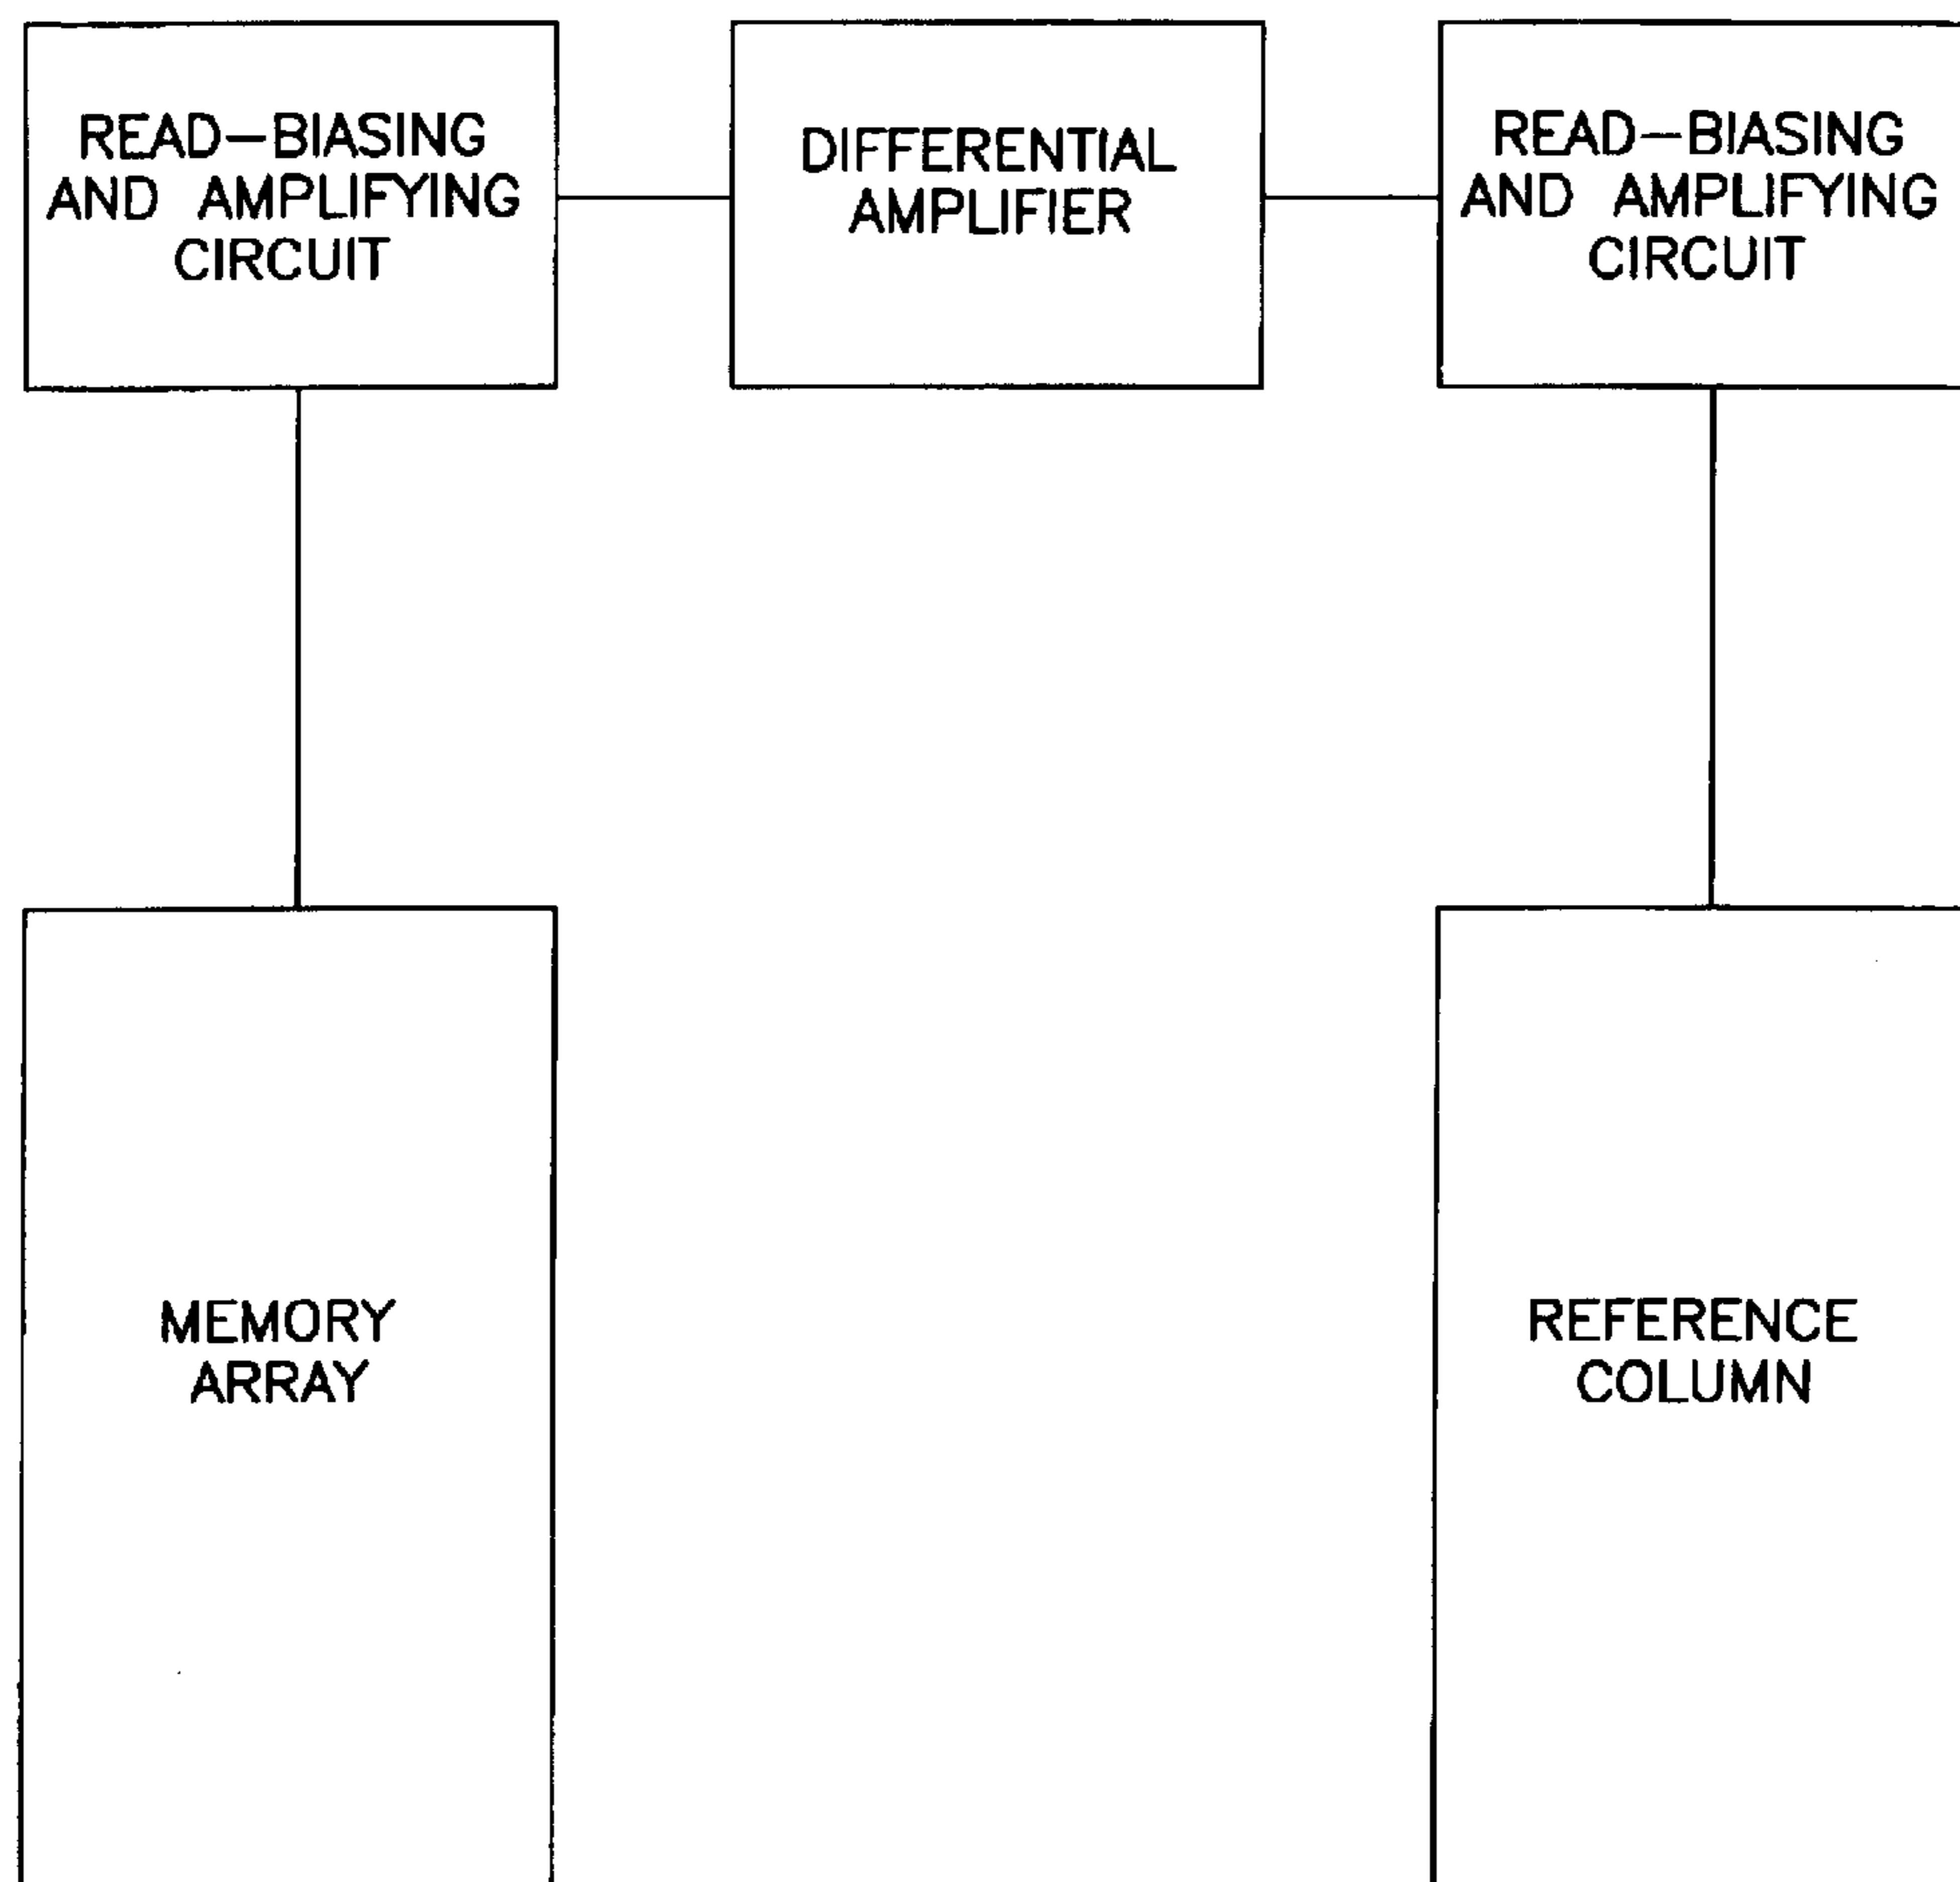 READ-BIASING
AND AMPLIFYING
CIRCUIT
DIFFERENTIAL
AMPLIFIER
READ-BIASING
AND AMPLIFYING
CIRCUIT
MEMORY
ARRAY
REFERENCE
COLUMN